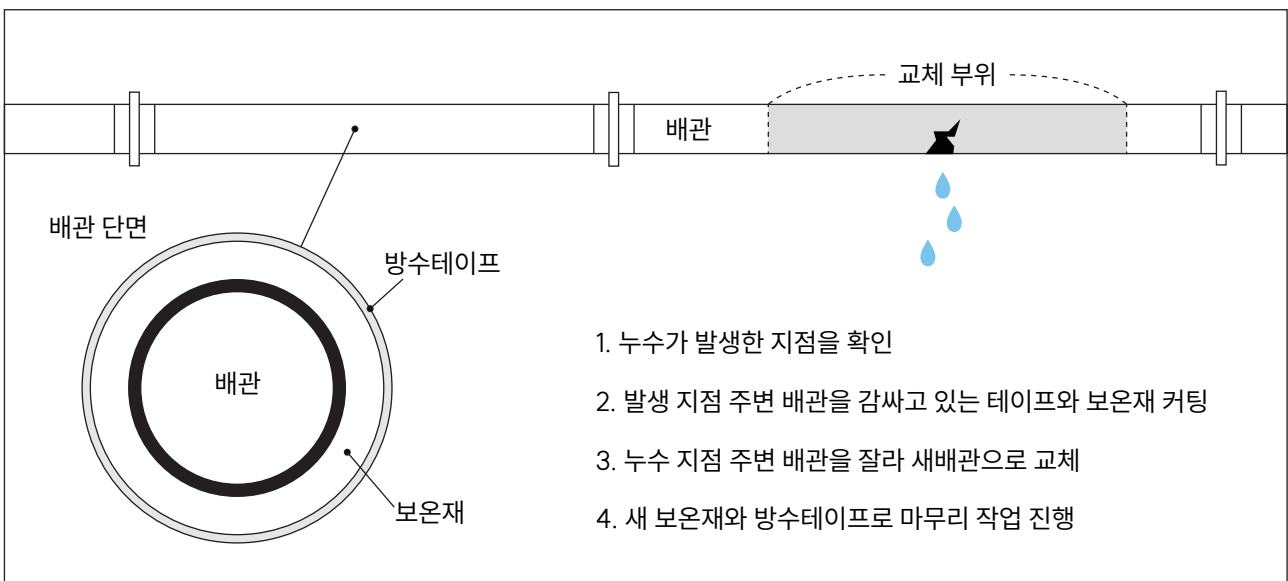 교체 부위
배관
배관 단면
방수테이프
배관
보온재
1. 누수가 발생한 지점을 확인
2. 발생 지점 주변 배관을 감싸고 있는 테이프와 보온재 커팅
3. 누수 지점 주변 배관을 잘라 새배관으로 교체
4. 새 보온재와 방수테이프로 마무리 작업 진행